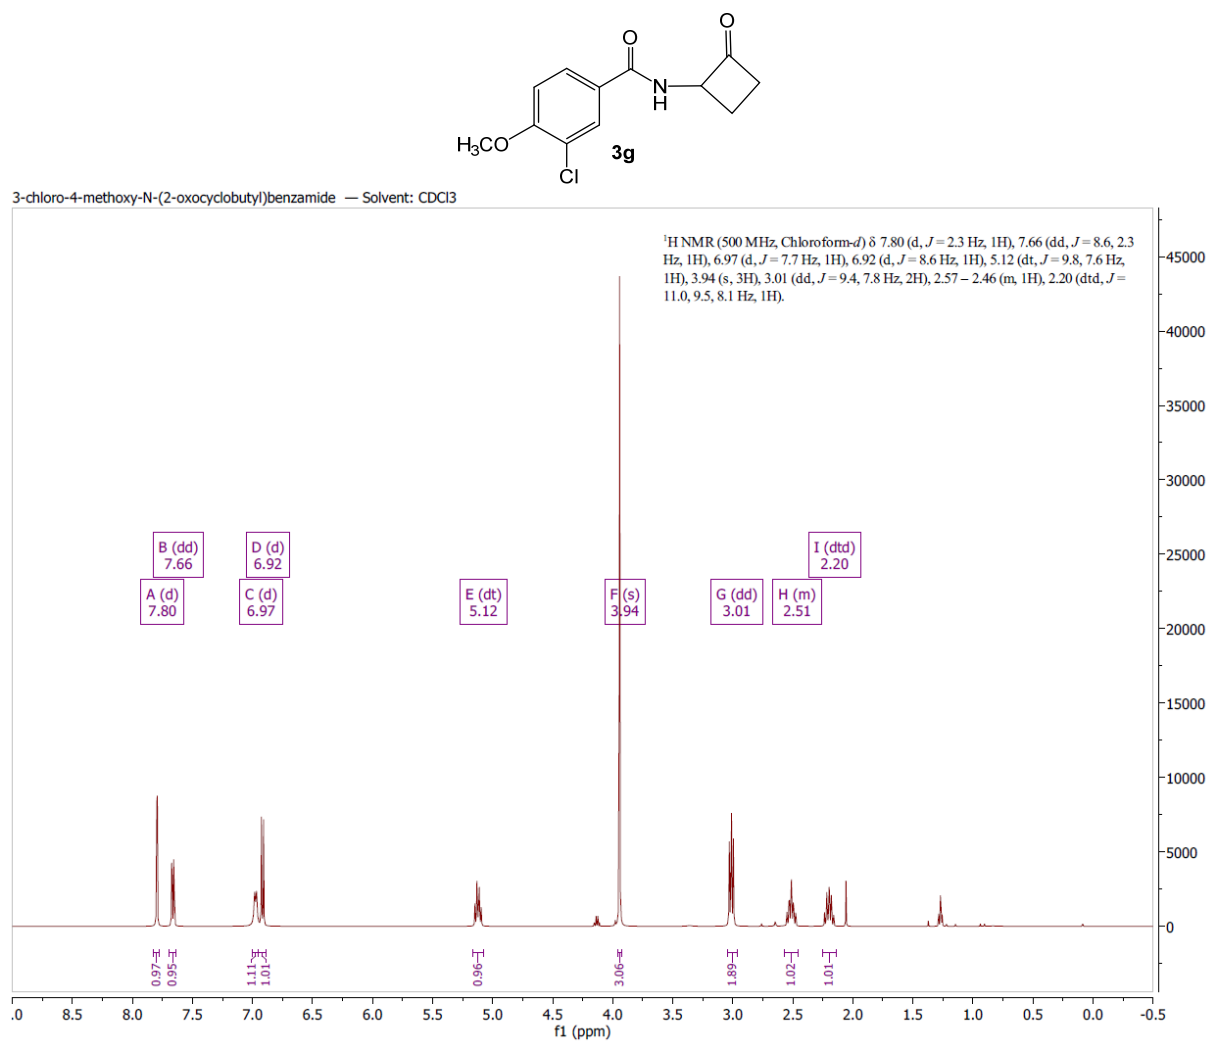 O
O
N
H
H3CO
Cl
3g
3-chloro-4-methoxy-N-(2-oxocyclobutyl)benzamide — Solvent: CDCl3
1H NMR (500 MHz, Chloroform-d) δ 7.80 (d, J = 2.3 Hz, 1H), 7.66 (dd, J = 8.6, 2.3
Hz, 1H), 6.97 (d, J = 7.7 Hz, 1H), 6.92 (d, J = 8.6 Hz, 1H), 5.12 (dt, J = 9.8, 7.6 Hz,
1H), 3.94 (s, 3H), 3.01 (dd, J = 9.4, 7.8 Hz, 2H), 2.57 – 2.46 (m, 1H), 2.20 (dtd, J =
11.0, 9.5, 8.1 Hz, 1H).
45000
40000
35000
30000
25000
20000
15000
10000
5000
0
B (dd)
7.66
D (d)
6.92
I (dtd)
2.20
A (d)
7.80
C (d)
6.97
E (dt)
5.12
F (s)
3.94
G (dd)
3.01
H (m)
2.51
0.97
0.95
1.11
1.01
0.96
3.06
1.89
1.02
1.01
.0 8.5 8.0 7.5 7.0 6.5 6.0 5.5 5.0 4.5 4.0 3.5 3.0 2.5 2.0 1.5 1.0 0.5 0.0 -0.5
f1 (ppm)